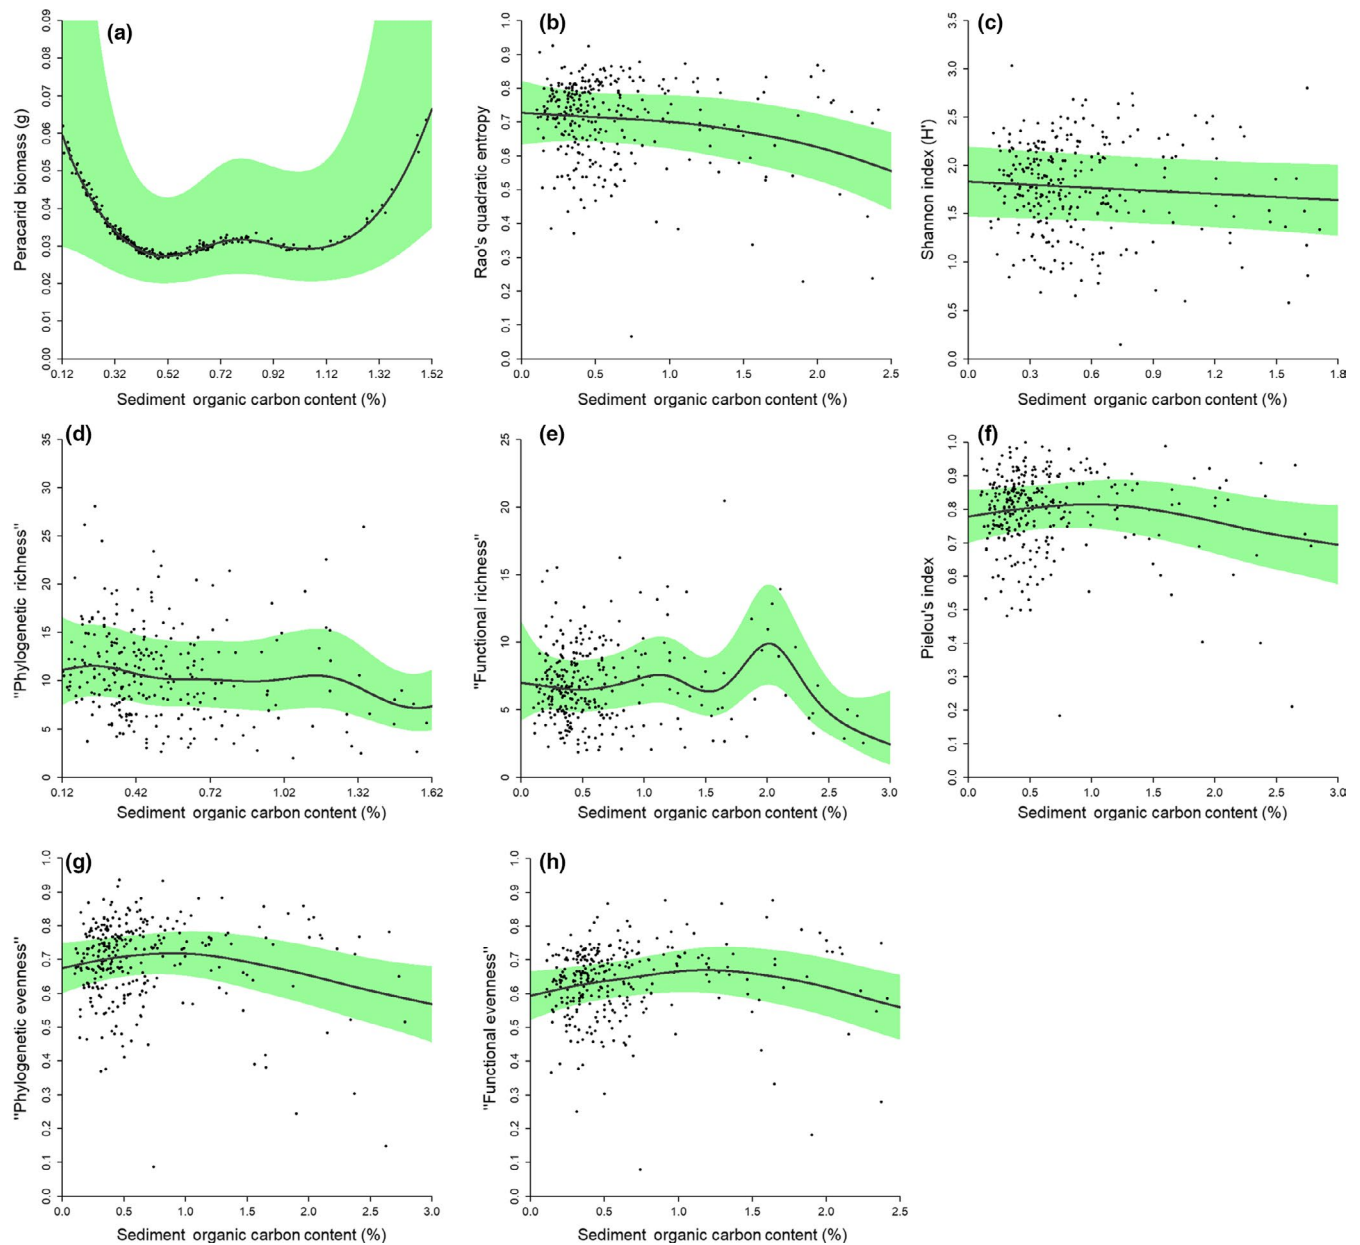 (a)
Peracarid biomass (g)
0.00 0.01 0.02 0.03 0.04 0.05 0.06 0.07 0.08 0.09
0.12 0.32 0.52 0.72 0.92 1.12 1.32 1.52
Sediment organic carbon content (%)
(b)
Rao's quadratic entropy
0.0 0.1 0.2 0.3 0.4 0.5 0.6 0.7 0.8 0.9 1.0
0.0 0.5 1.0 1.5 2.0 2.5
Sediment organic carbon content (%)
(c)
Shannon index (H')
0.0 0.5 1.0 1.5 2.0 2.5 3.0 3.5
0.0 0.3 0.6 0.9 1.2 1.5 1.8
Sediment organic carbon content (%)
(d)
"Phylogenetic richness"
0 5 10 15 20 25 30 35
0.12 0.42 0.72 1.02 1.32 1.62
Sediment organic carbon content (%)
(e)
"Functional richness"
0 5 10 15 20 25
0.0 0.5 1.0 1.5 2.0 2.5 3.0
Sediment organic carbon content (%)
(f)
Pielou's index
0.0 0.1 0.2 0.3 0.4 0.5 0.6 0.7 0.8 0.9 1.0
0.0 0.5 1.0 1.5 2.0 2.5 3.0
Sediment organic carbon content (%)
(g)
"Phylogenetic evenness"
0.0 0.1 0.2 0.3 0.4 0.5 0.6 0.7 0.8 0.9 1.0
0.0 0.5 1.0 1.5 2.0 2.5 3.0
Sediment organic carbon content (%)
(h)
"Functional evenness"
0.0 0.1 0.2 0.3 0.4 0.5 0.6 0.7 0.8 0.9 1.0
0.0 0.5 1.0 1.5 2.0 2.5
Sediment organic carbon content (%)